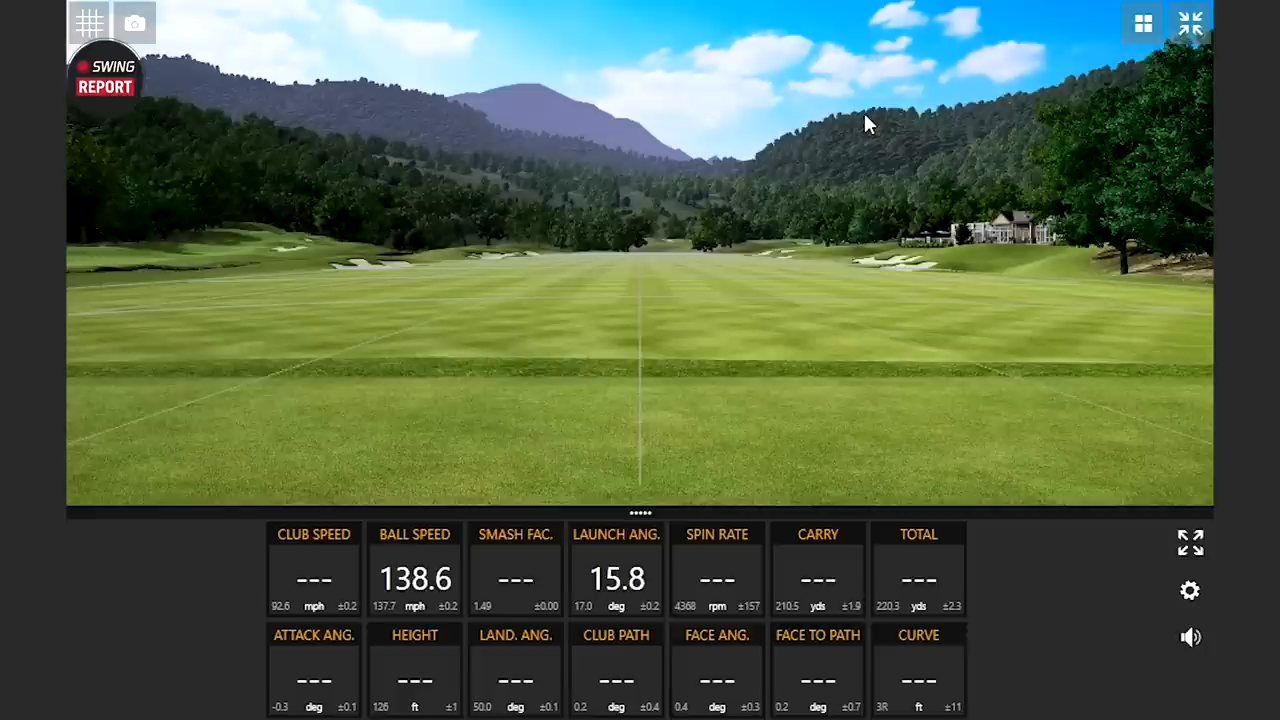 SWING
REPORT
CLUB SPEED
---
92.6 mph ±0.2
BALL SPEED
138.6
137.7 mph ±0.2
SMASH FAC.
---
1.49 ±0.00
LAUNCH ANG.
15.8
17.0 deg ±0.2
SPIN RATE
---
4368 rpm ±157
CARRY
---
210.5 yds ±1.9
TOTAL
---
220.3 yds ±2.3
ATTACK ANG.
---
-0.3 deg ±0.1
HEIGHT
---
126 ft ±1
LAND. ANG.
---
50.0 deg ±0.1
CLUB PATH
---
0.2 deg ±0.4
FACE ANG.
---
0.4 deg ±0.3
FACE TO PATH
---
0.2 deg ±0.7
CURVE
---
3R ft ±11